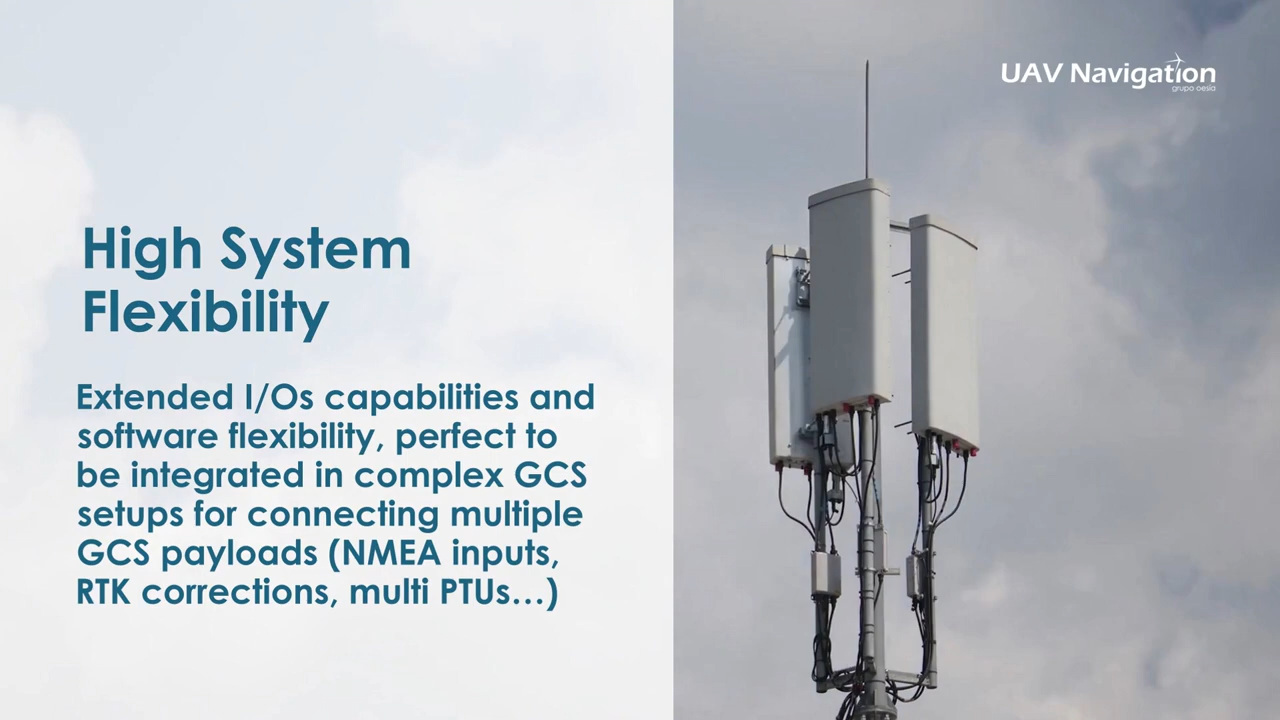 UAV Navigation
grupo oesía
High System
Flexibility
Extended I/Os capabilities and
software flexibility, perfect to
be integrated in complex GCS
setups for connecting multiple
GCS payloads (NMEA inputs,
RTK corrections, multi PTUs...)